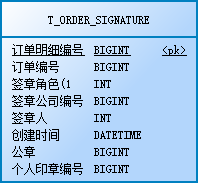 T_ORDER_SIGNATURE
订单明细编号 BIGINT <pk>
订单编号 BIGINT
签章角色(1 INT
签章公司编号 BIGINT
签章人 INT
创建时间 DATETIME
公章 BIGINT
个人印章编号 BIGINT